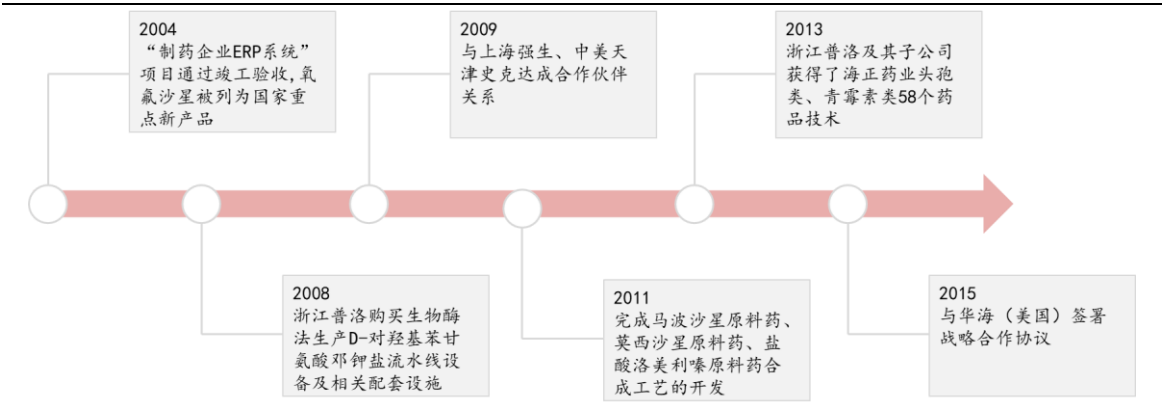 2004
“制药企业ERP系统”
项目通过竣工验收,氧
氟沙星被列为国家重
点新产品
2009
与上海强生、中美天
津史克达成合作伙伴
关系
2013
浙江普洛及其子公司
获得了海正药业头孢
类、青霉素类58个药
品技术
2008
浙江普洛购买生物酶
法生产D-对羟基苯甘
氨酸邓钾盐流水线设
备及相关配套设施
2011
完成马波沙星原料药、
莫西沙星原料药、盐
酸洛美利嗪原料药合
成工艺的开发
2015
与华海（美国）签署
战略合作协议